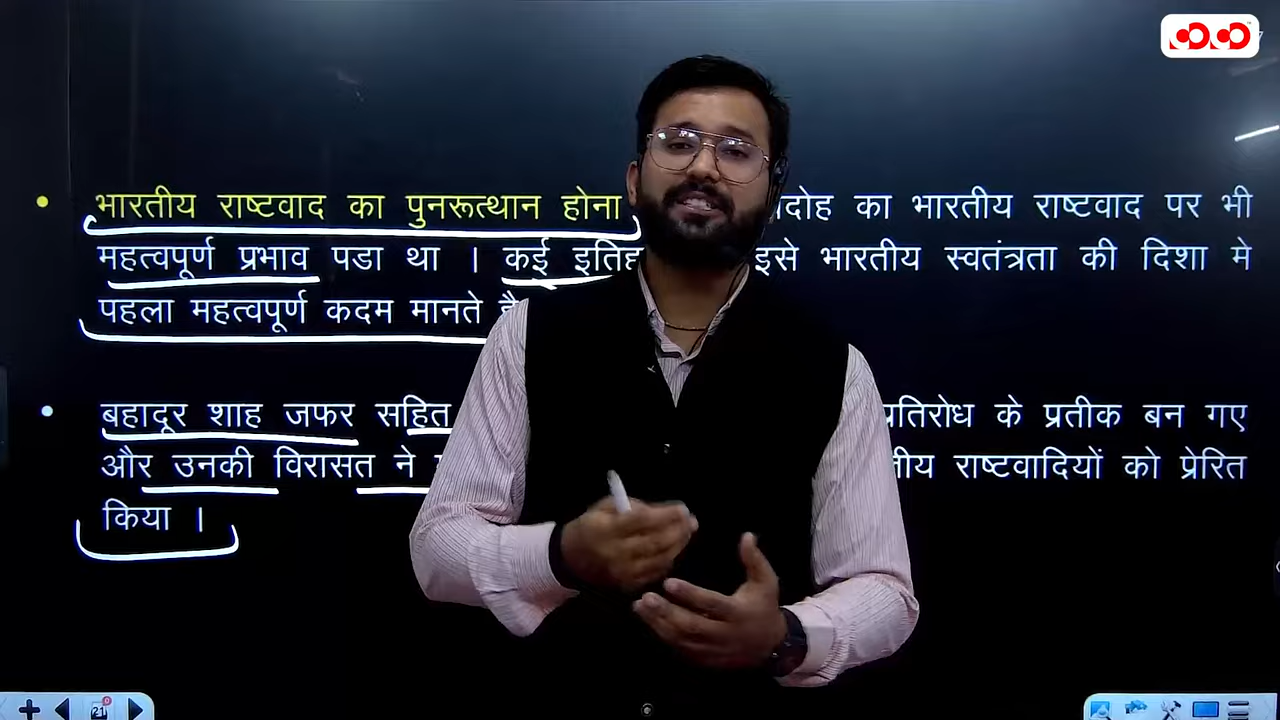 भारतीय राष्टवाद का पुनरूत्थान होना दोह का भारतीय राष्टवाद पर भी
महत्वपूर्ण प्रभाव पडा था । कई इसे भारतीय स्वतंत्रता की दिशा मे
पहला महत्वपूर्ण कदम मानते
बहादूर शाह जफर सहित प्रतिरोध के प्रतीक बन गए
और उनकी विरासत ने राष्टवादियों को प्रेरित
किया ।
21